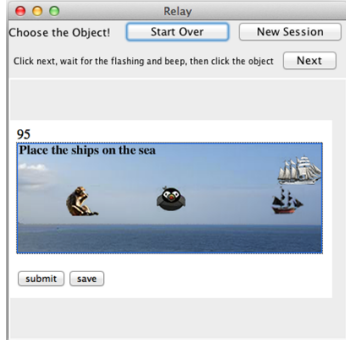 Relay
Choose the Object! Start Over New Session
Click next, wait for the flashing and beep, then click the object Next
95
Place the ships on the sea
submit save